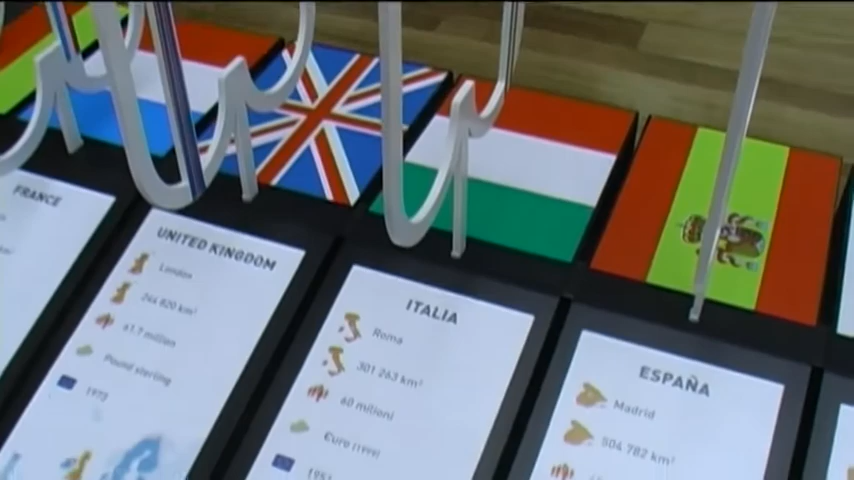 FRANCE
UNITED KINGDOM
London
244 820 km²
61.7 million
Pound sterling
1973
ITALIA
Roma
301 263 km²
60 milioni
Euro (1999)
1951
ESPAÑA
Madrid
504 782 km²